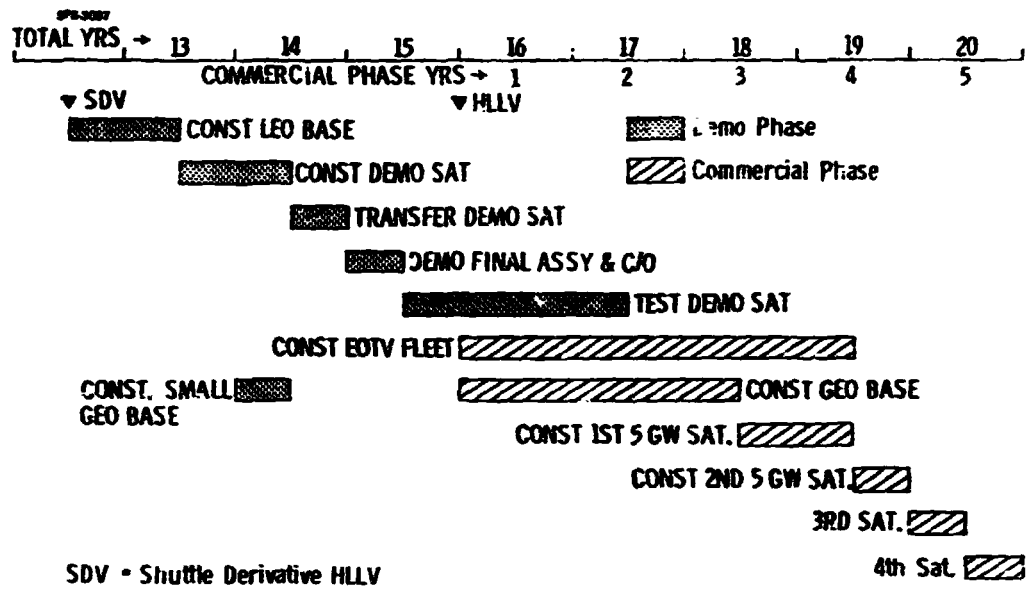 SPS-3087
TOTAL YRS → 13 14 15 16 17 18 19 20
COMMERCIAL PHASE YRS → 1 2 3 4 5
▼ SDV ▼ HLLV
CONST LEO BASE
Demo Phase
CONST DEMO SAT
Commercial Phase
TRANSFER DEMO SAT
DEMO FINAL ASSY & C/O
TEST DEMO SAT
CONST EOTV FLEET
CONST. SMALL
GEO BASE
CONST GEO BASE
CONST 1ST 5 GW SAT.
CONST 2ND 5 GW SAT.
3RD SAT.
4th Sat.
SDV = Shuttle Derivative HLLV